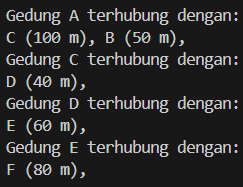 Gedung A terhubung dengan:
C (100 m), B (50 m),
Gedung C terhubung dengan:
D (40 m),
Gedung D terhubung dengan:
E (60 m),
Gedung E terhubung dengan:
F (80 m),